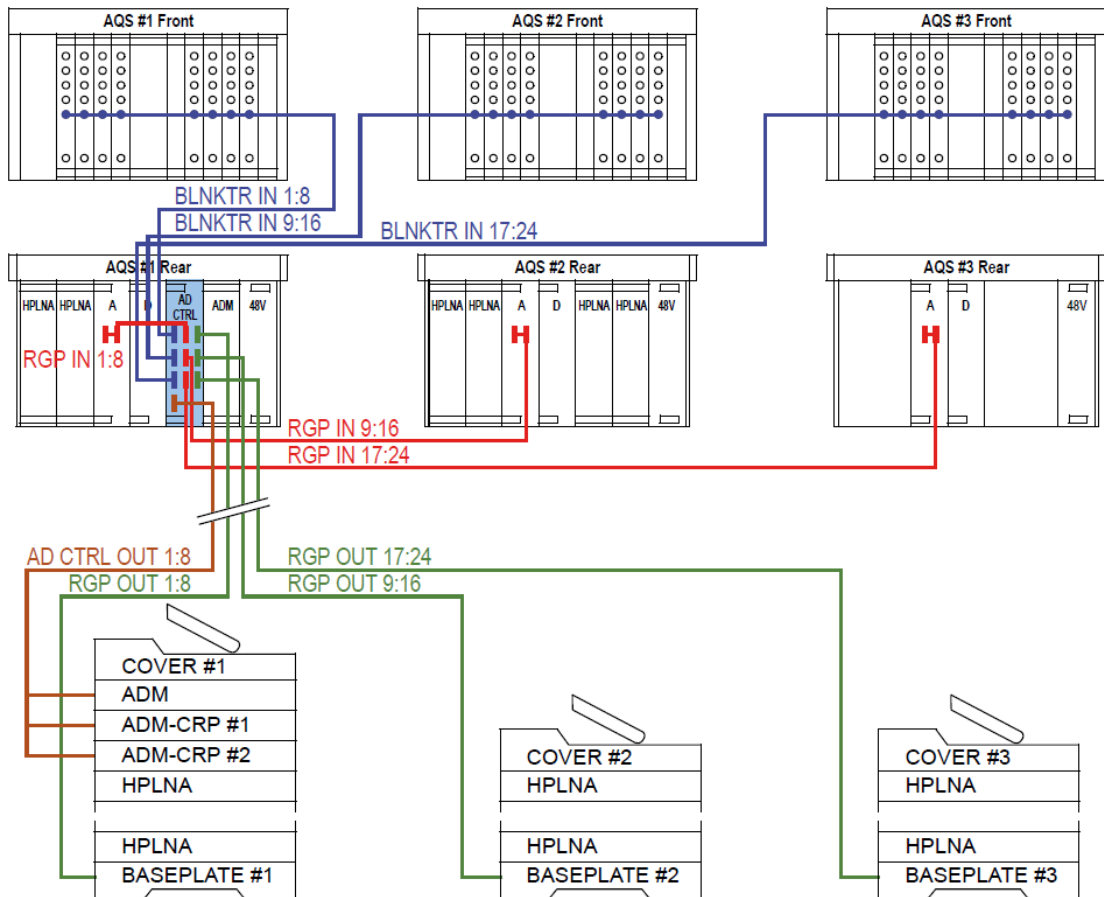 AQS #1 Front
AQS #2 Front
AQS #3 Front
BLNKTR IN 1:8
BLNKTR IN 9:16
BLNKTR IN 17:24
AQS #1 Rear
AQS #2 Rear
AQS #3 Rear
HPLNA HPLNA A D AD CTRL ADM 48V
HPLNA HPLNA A D HPLNA HPLNA 48V
A D 48V
RGP IN 1:8
RGP IN 9:16
RGP IN 17:24
AD CTRL OUT 1:8
RGP OUT 17:24
RGP OUT 1:8
RGP OUT 9:16
COVER #1
ADM
ADM-CRP #1
ADM-CRP #2
HPLNA
HPLNA
BASEPLATE #1
COVER #2
HPLNA
HPLNA
BASEPLATE #2
COVER #3
HPLNA
HPLNA
BASEPLATE #3